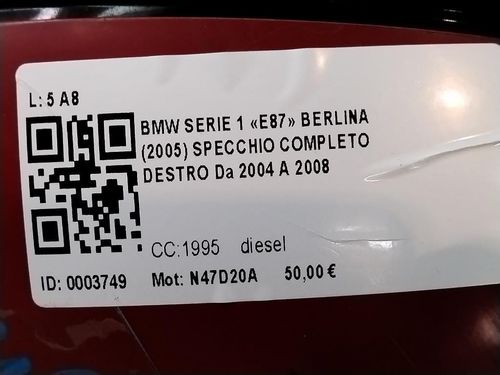 L: 5 A8
BMW SERIE 1 «E87» BERLINA
(2005) SPECCHIO COMPLETO
DESTRO Da 2004 A 2008
CC:1995 diesel
ID: 0003749 Mot: N47D20A 50,00 €